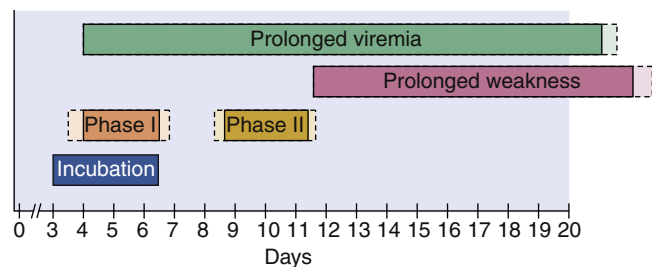 Prolonged viremia
Prolonged weakness
Phase I Phase II
Incubation
0 3 4 5 6 7 8 9 10 11 12 13 14 15 16 17 18 19 20
Days